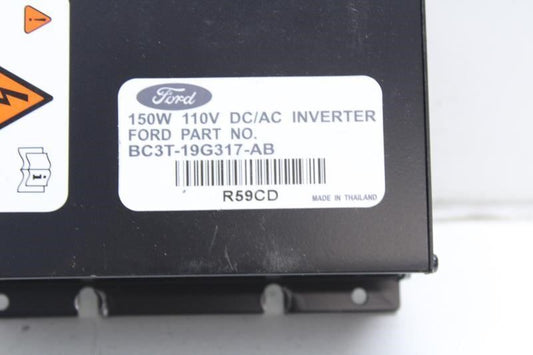 Ford
150W 110V DC/AC INVERTER
FORD PART NO.
BC3T-19G317-AB
R59CD
MADE IN THAILAND